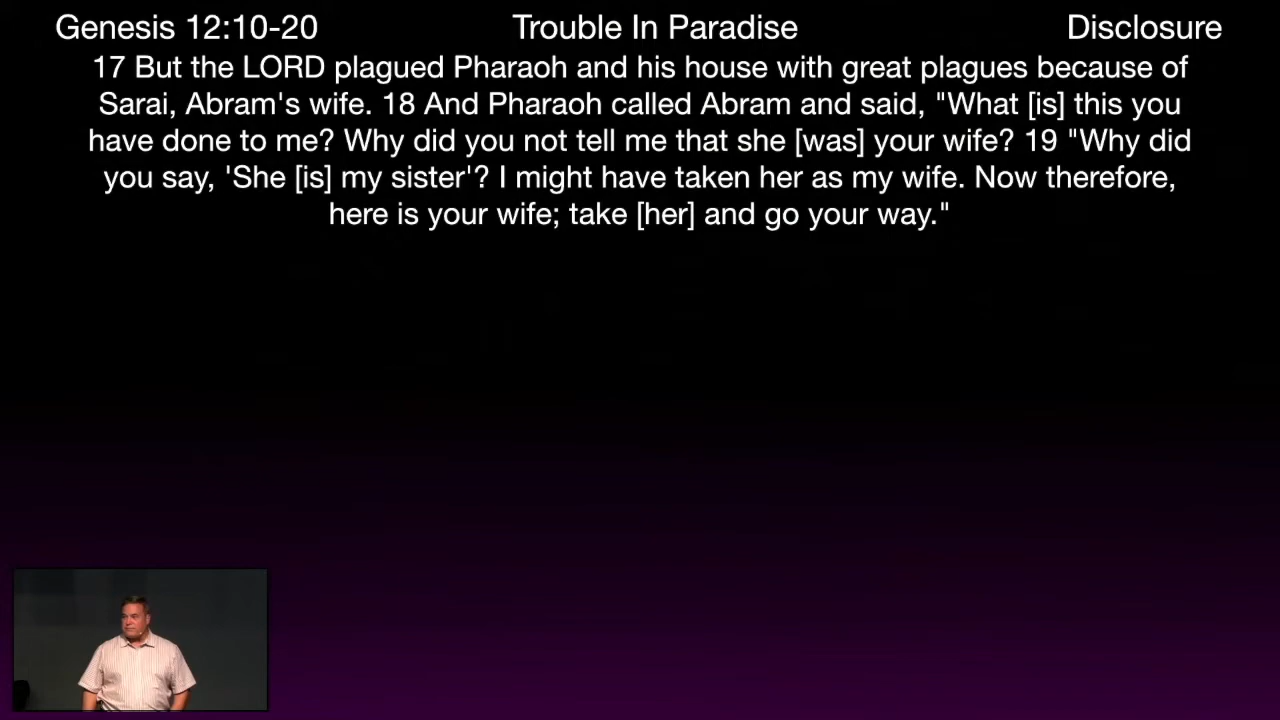 Genesis 12:10-20 Trouble In Paradise Disclosure
17 But the LORD plagued Pharaoh and his house with great plagues because of
Sarai, Abram's wife. 18 And Pharaoh called Abram and said, "What [is] this you
have done to me? Why did you not tell me that she [was] your wife? 19 "Why did
you say, 'She [is] my sister'? I might have taken her as my wife. Now therefore,
here is your wife; take [her] and go your way."